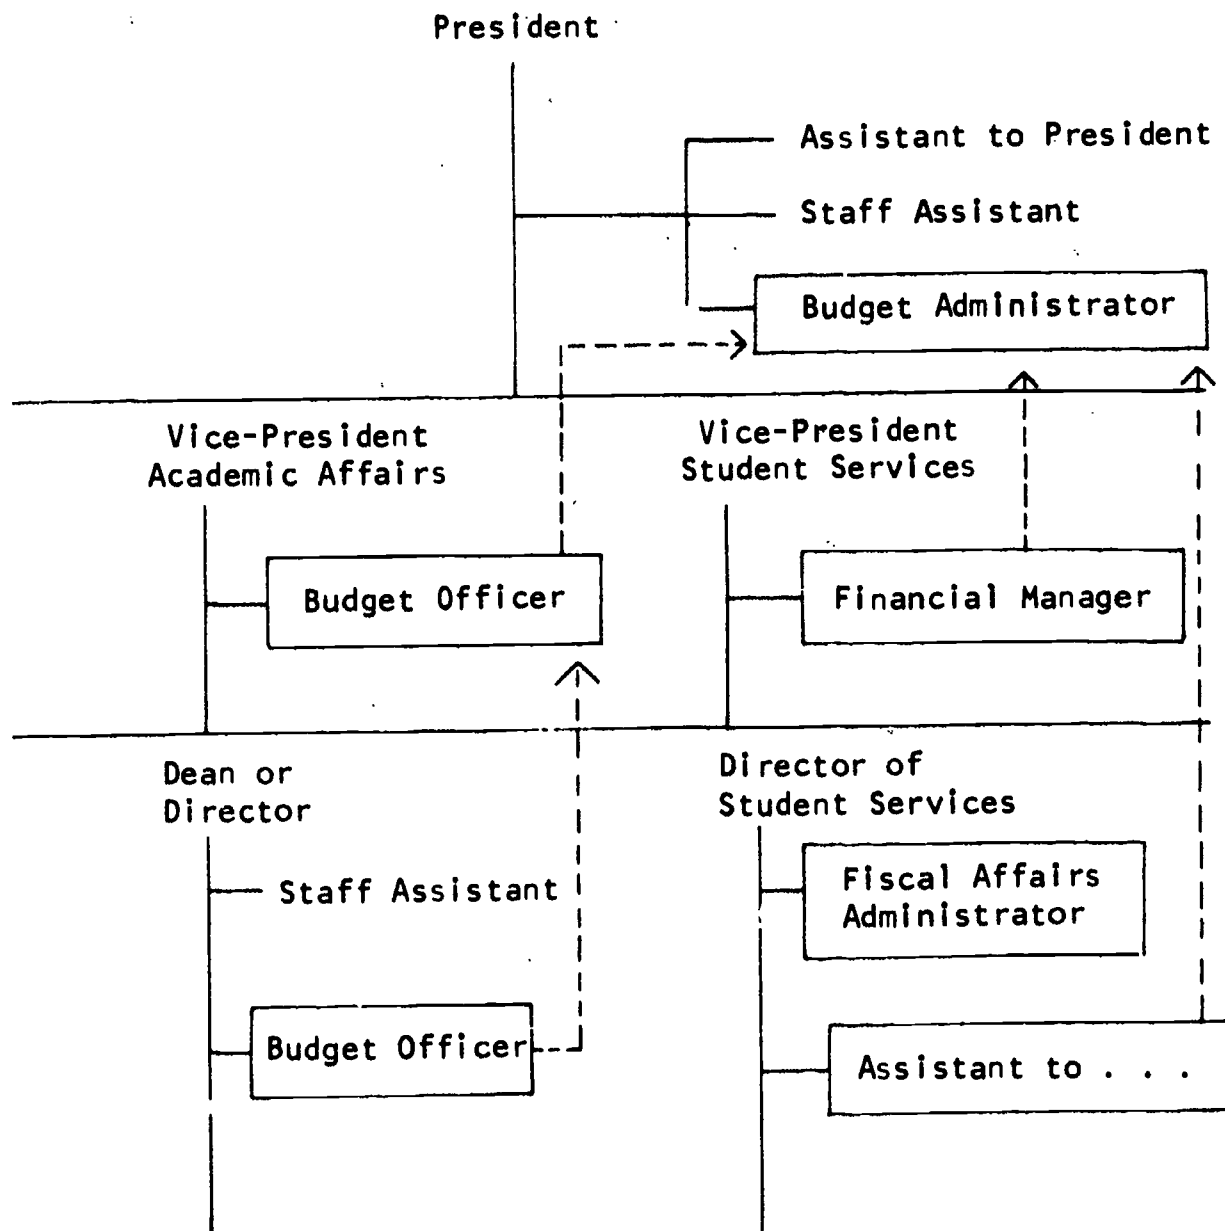 President
Assistant to President
Staff Assistant
Budget Administrator
Vice-President
Academic Affairs
Vice-President
Student Services
Budget Officer
Financial Manager
Dean or
Director
Director of
Student Services
Staff Assistant
Fiscal Affairs
Administrator
Budget Officer
Assistant to . . .